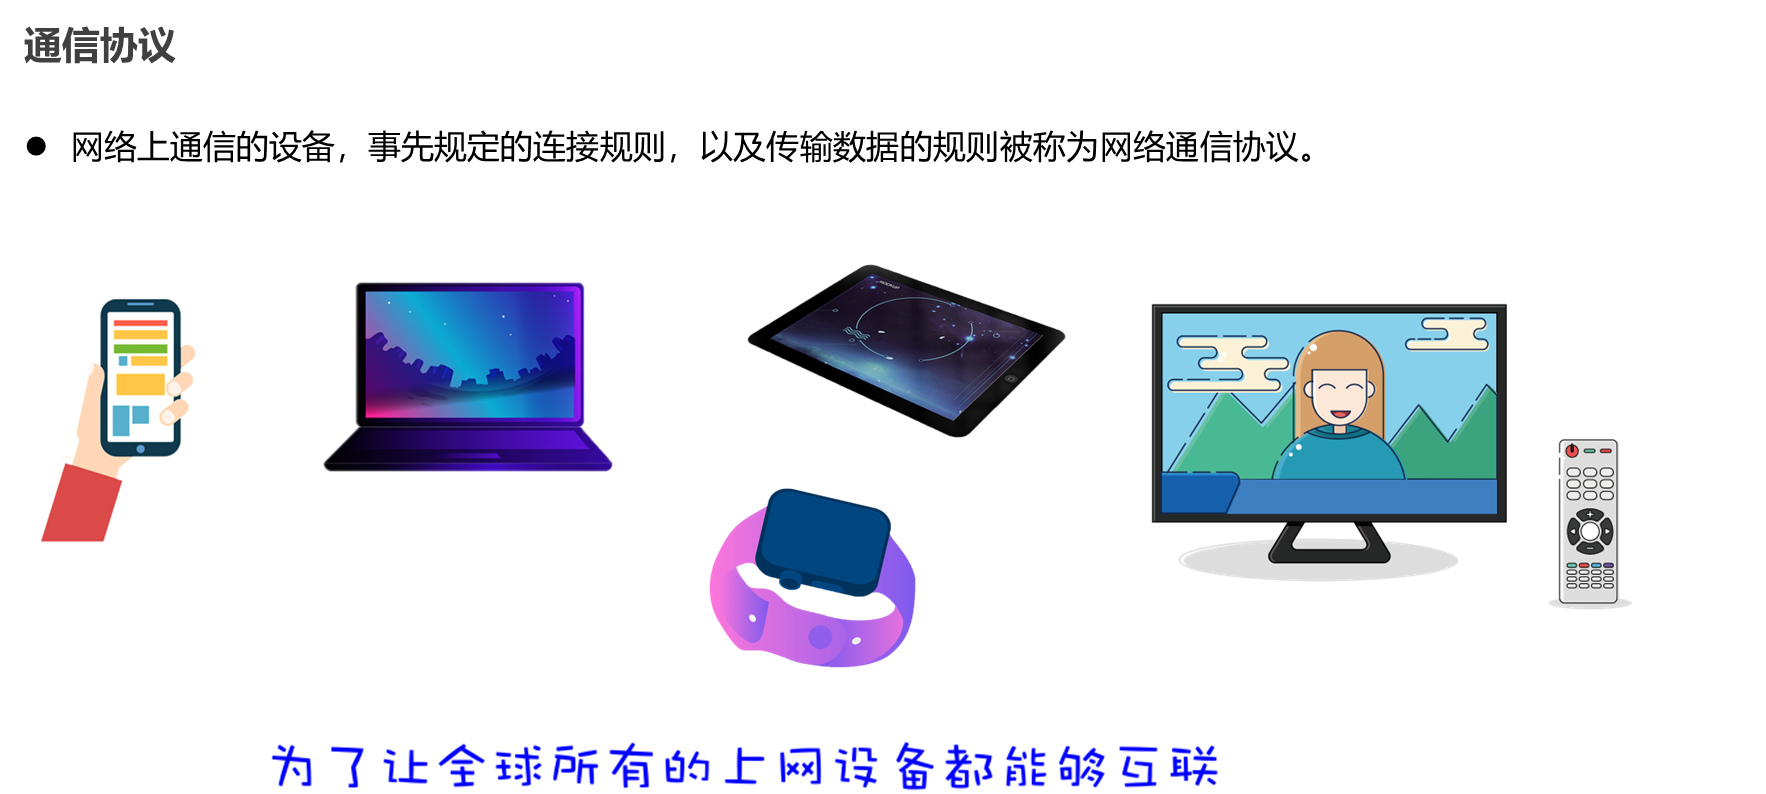 通信协议
● 网络上通信的设备，事先规定的连接规则，以及传输数据的规则被称为网络通信协议。
MOCKUP
为了让全球所有的上网设备都能够互联